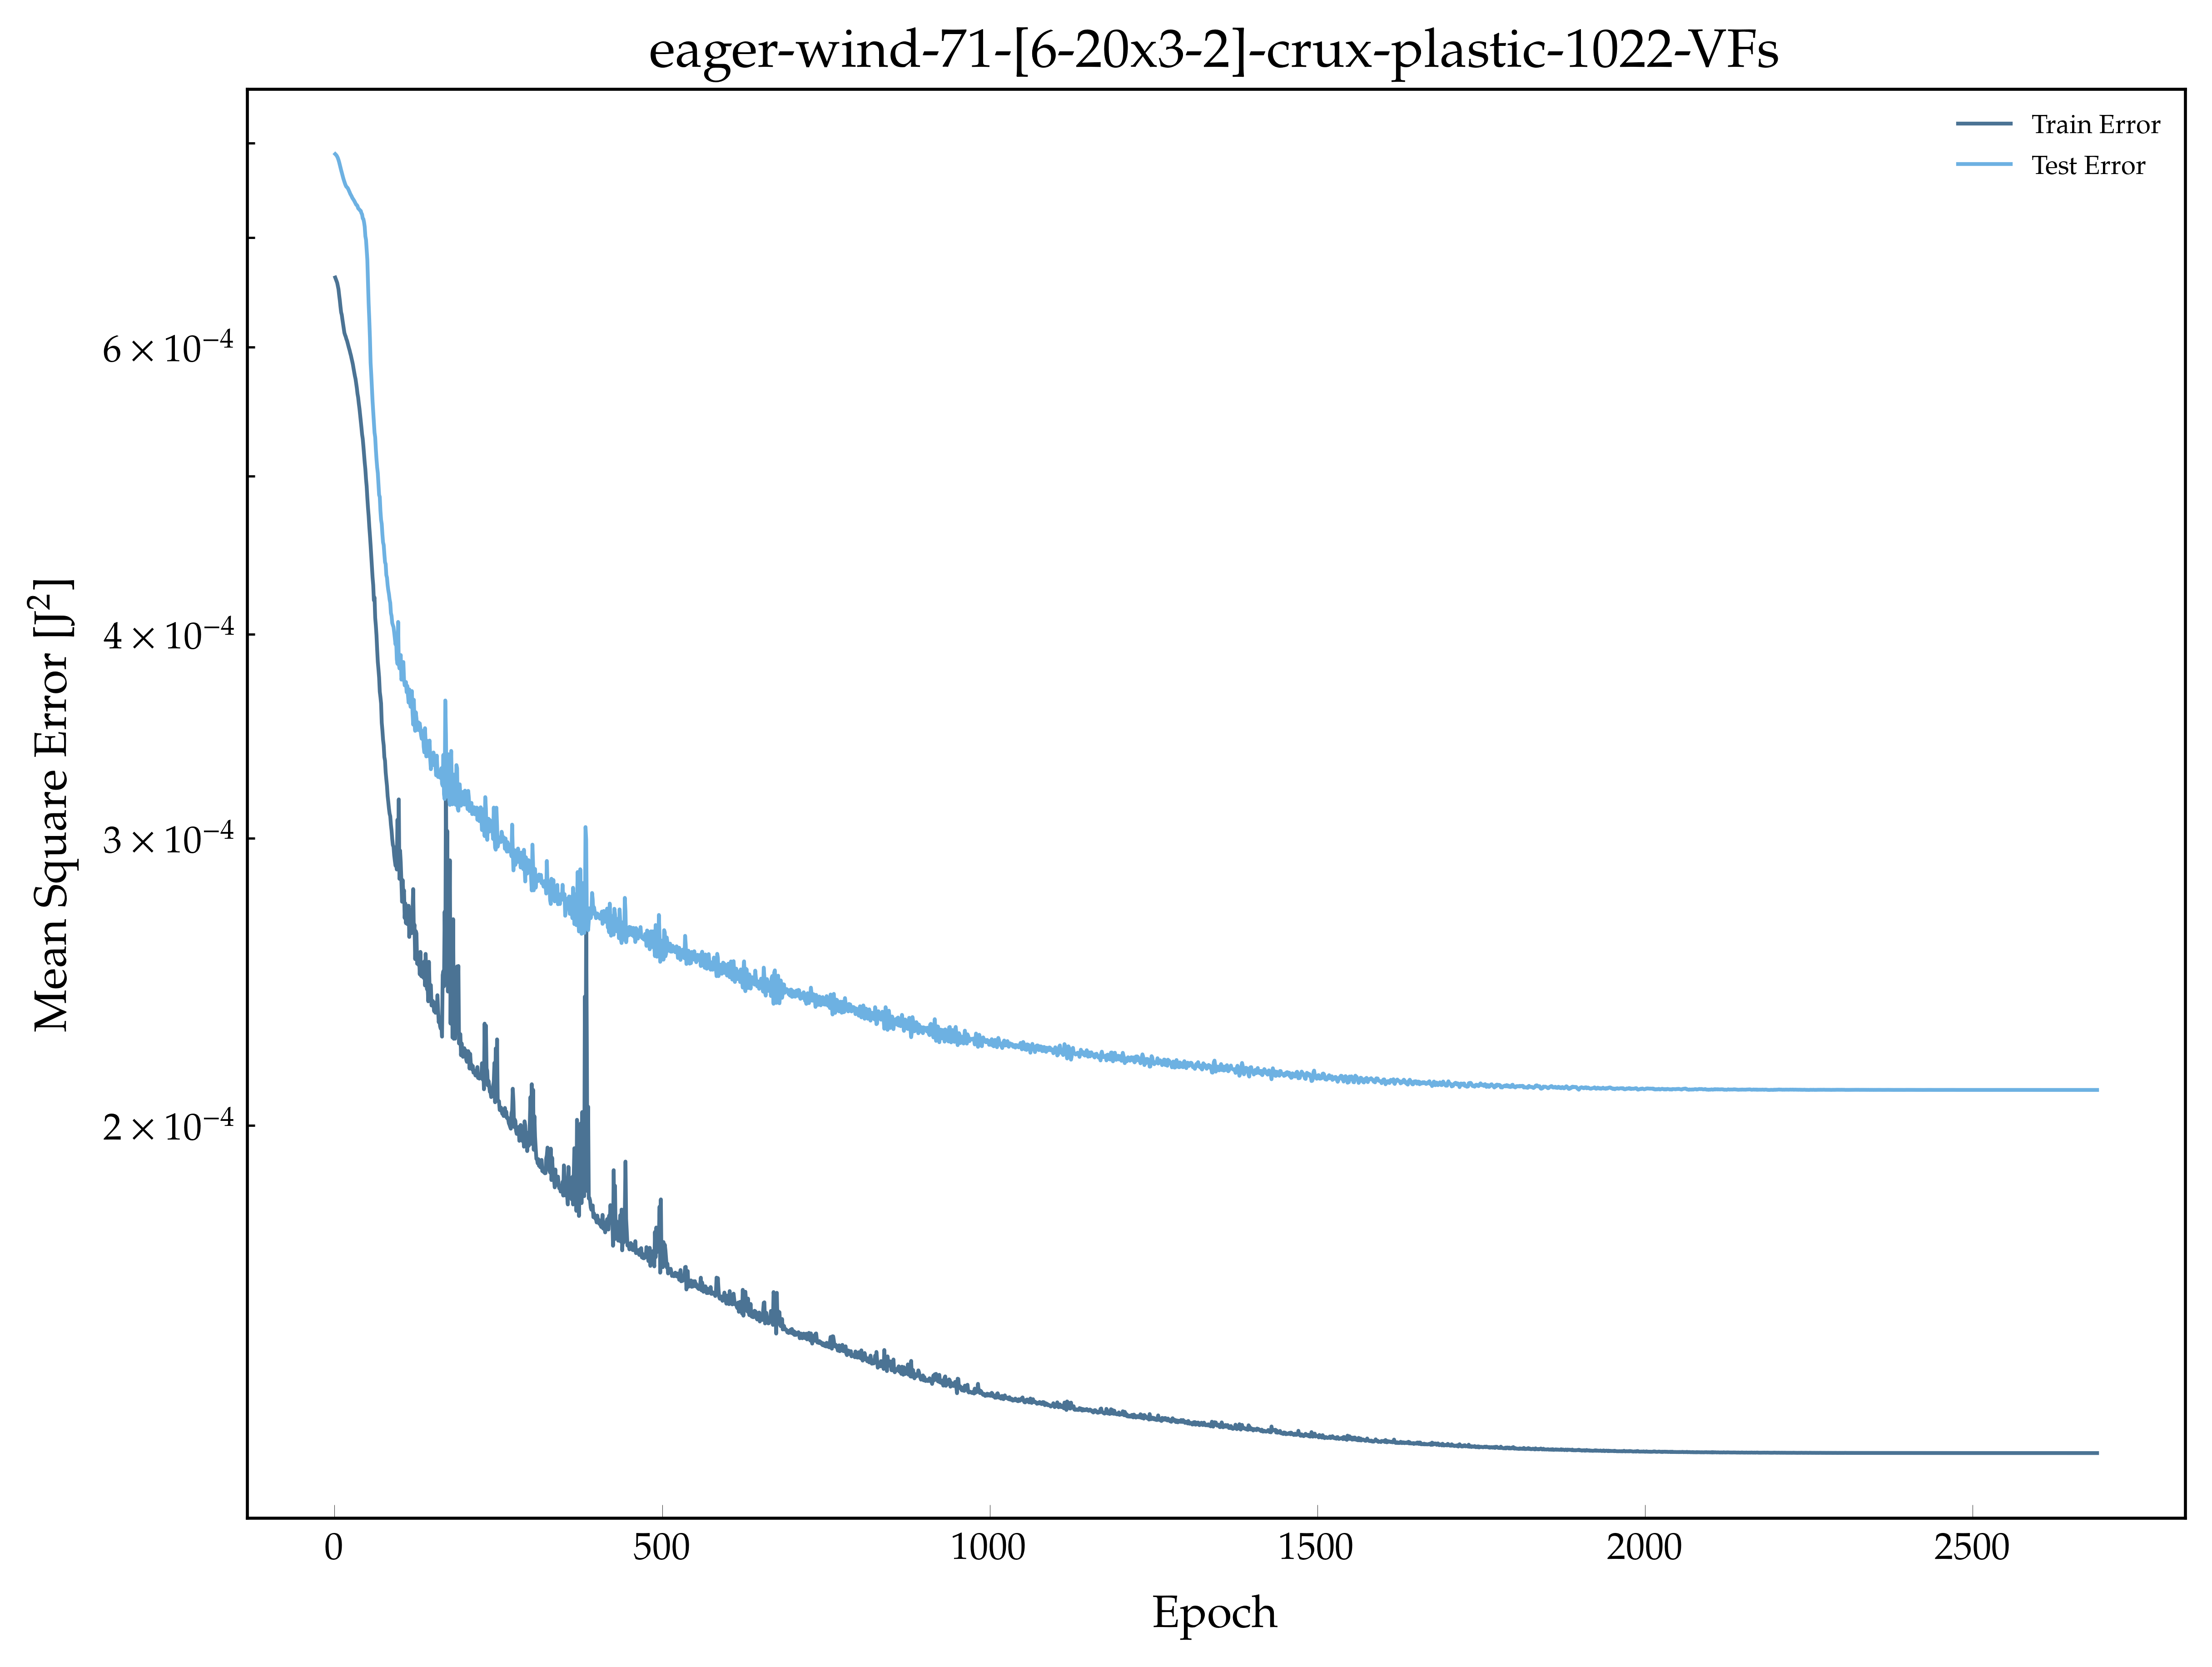 eager-wind-71-[6-20x3-2]-crux-plastic-1022-VFs
Train Error
Test Error
Mean Square Error [J²]
6 × 10⁻⁴
4 × 10⁻⁴
3 × 10⁻⁴
2 × 10⁻⁴
0 500 1000 1500 2000 2500
Epoch